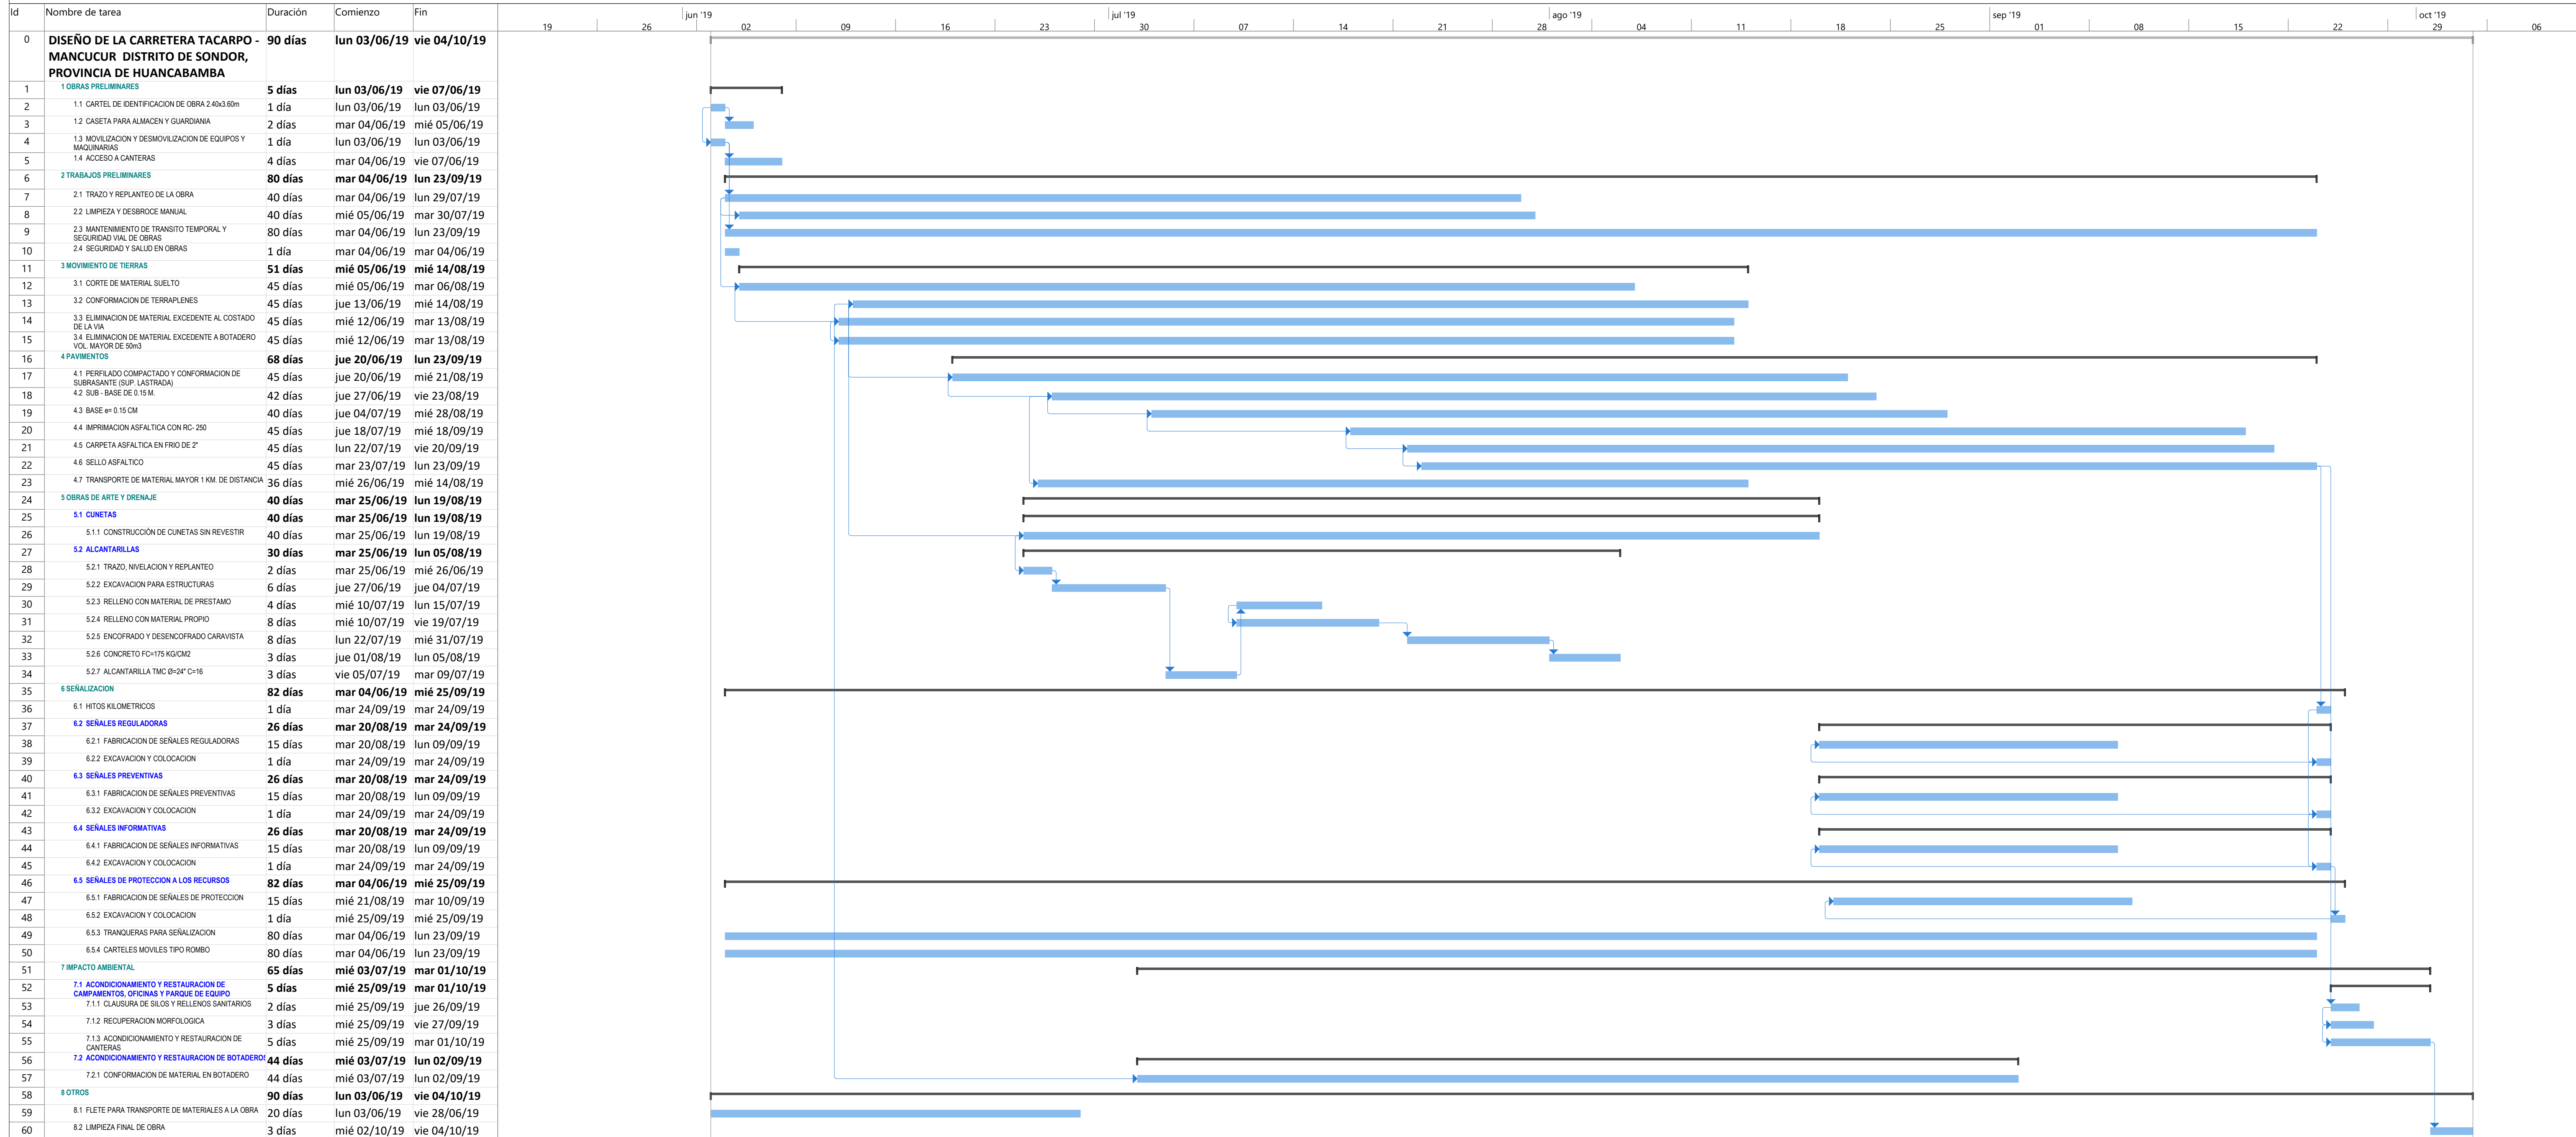 Id Nombre de tarea Duración Comienzo Fin
jun '19 jul '19 ago '19 sep '19 oct '19
19 26 02 09 16 23 30 07 14 21 28 04 11 18 25 01 08 15 22 29 06
0 DISEÑO DE LA CARRETERA TACARPO - 90 días lun 03/06/19 vie 04/10/19
MANCUCUR DISTRITO DE SONDOR,
PROVINCIA DE HUANCABAMBA
1 1 OBRAS PRELIMINARES 5 días lun 03/06/19 vie 07/06/19
2 1.1 CARTEL DE IDENTIFICACION DE OBRA 2.40x3.60m 1 día lun 03/06/19 lun 03/06/19
3 1.2 CASETA PARA ALMACEN Y GUARDIANIA 2 días mar 04/06/19 mié 05/06/19
4 1.3 MOVILIZACION Y DESMOVILIZACION DE EQUIPOS Y 1 día lun 03/06/19 lun 03/06/19
MAQUINARIAS
5 1.4 ACCESO A CANTERAS 4 días mar 04/06/19 vie 07/06/19
6 2 TRABAJOS PRELIMINARES 80 días mar 04/06/19 lun 23/09/19
7 2.1 TRAZO Y REPLANTEO DE LA OBRA 40 días mar 04/06/19 lun 29/07/19
8 2.2 LIMPIEZA Y DESBROCE MANUAL 40 días mié 05/06/19 mar 30/07/19
9 2.3 MANTENIMIENTO DE TRANSITO TEMPORAL Y 80 días mar 04/06/19 lun 23/09/19
SEGURIDAD VIAL DE OBRAS
10 2.4 SEGURIDAD Y SALUD EN OBRAS 1 día mar 04/06/19 mar 04/06/19
11 3 MOVIMIENTO DE TIERRAS 51 días mié 05/06/19 mié 14/08/19
12 3.1 CORTE DE MATERIAL SUELTO 45 días mié 05/06/19 mar 06/08/19
13 3.2 CONFORMACION DE TERRAPLENES 45 días jue 13/06/19 mié 14/08/19
14 3.3 ELIMINACION DE MATERIAL EXCEDENTE AL COSTADO 45 días mié 12/06/19 mar 13/08/19
DE LA VIA
15 3.4 ELIMINACION DE MATERIAL EXCEDENTE A BOTADERO 45 días mié 12/06/19 mar 13/08/19
VOL. MAYOR DE 50m3
16 4 PAVIMENTOS 68 días jue 20/06/19 lun 23/09/19
17 4.1 PERFILADO COMPACTADO Y CONFORMACION DE 45 días jue 20/06/19 mié 21/08/19
SUBRASANTE (SUP. LASTRADA)
18 4.2 SUB - BASE DE 0.15 M. 42 días jue 27/06/19 vie 23/08/19
19 4.3 BASE e= 0.15 CM 40 días jue 04/07/19 mié 28/08/19
20 4.4 IMPRIMACION ASFALTICA CON RC- 250 45 días jue 18/07/19 mié 18/09/19
21 4.5 CARPETA ASFALTICA EN FRIO DE 2" 45 días lun 22/07/19 vie 20/09/19
22 4.6 SELLO ASFALTICO 45 días mar 23/07/19 lun 23/09/19
23 4.7 TRANSPORTE DE MATERIAL MAYOR 1 KM. DE DISTANCIA 36 días mié 26/06/19 mié 14/08/19
24 5 OBRAS DE ARTE Y DRENAJE 40 días mar 25/06/19 lun 19/08/19
25 5.1 CUNETAS 40 días mar 25/06/19 lun 19/08/19
26 5.1.1 CONSTRUCCIÓN DE CUNETAS SIN REVESTIR 40 días mar 25/06/19 lun 19/08/19
27 5.2 ALCANTARILLAS 30 días mar 25/06/19 lun 05/08/19
28 5.2.1 TRAZO, NIVELACION Y REPLANTEO 2 días mar 25/06/19 mié 26/06/19
29 5.2.2 EXCAVACION PARA ESTRUCTURAS 6 días jue 27/06/19 jue 04/07/19
30 5.2.3 RELLENO CON MATERIAL DE PRESTAMO 4 días mié 10/07/19 lun 15/07/19
31 5.2.4 RELLENO CON MATERIAL PROPIO 8 días mié 10/07/19 vie 19/07/19
32 5.2.5 ENCOFRADO Y DESENCOFRADO CARAVISTA 8 días lun 22/07/19 mié 31/07/19
33 5.2.6 CONCRETO FC=175 KG/CM2 3 días jue 01/08/19 lun 05/08/19
34 5.2.7 ALCANTARILLA TMC Ø=24" C=16 3 días vie 05/07/19 mar 09/07/19
35 6 SEÑALIZACION 82 días mar 04/06/19 mié 25/09/19
36 6.1 HITOS KILOMETRICOS 1 día mar 24/09/19 mar 24/09/19
37 6.2 SEÑALES REGULADORAS 26 días mar 20/08/19 mar 24/09/19
38 6.2.1 FABRICACION DE SEÑALES REGULADORAS 15 días mar 20/08/19 lun 09/09/19
39 6.2.2 EXCAVACION Y COLOCACION 1 día mar 24/09/19 mar 24/09/19
40 6.3 SEÑALES PREVENTIVAS 26 días mar 20/08/19 mar 24/09/19
41 6.3.1 FABRICACION DE SEÑALES PREVENTIVAS 15 días mar 20/08/19 lun 09/09/19
42 6.3.2 EXCAVACION Y COLOCACION 1 día mar 24/09/19 mar 24/09/19
43 6.4 SEÑALES INFORMATIVAS 26 días mar 20/08/19 mar 24/09/19
44 6.4.1 FABRICACION DE SEÑALES INFORMATIVAS 15 días mar 20/08/19 lun 09/09/19
45 6.4.2 EXCAVACION Y COLOCACION 1 día mar 24/09/19 mar 24/09/19
46 6.5 SEÑALES DE PROTECCION A LOS RECURSOS 82 días mar 04/06/19 mié 25/09/19
47 6.5.1 FABRICACION DE SEÑALES DE PROTECCION 15 días mié 21/08/19 mar 10/09/19
48 6.5.2 EXCAVACION Y COLOCACION 1 día mié 25/09/19 mié 25/09/19
49 6.5.3 TRANQUERAS PARA SEÑALIZACION 80 días mar 04/06/19 lun 23/09/19
50 6.5.4 CARTELES MOVILES TIPO ROMBO 80 días mar 04/06/19 lun 23/09/19
51 7 IMPACTO AMBIENTAL 65 días mié 03/07/19 mar 01/10/19
52 7.1 ACONDICIONAMIENTO Y RESTAURACION DE 5 días mié 25/09/19 mar 01/10/19
CAMPAMENTOS, OFICINAS Y PARQUE DE EQUIPO
53 7.1.1 CLAUSURA DE SILOS Y RELLENOS SANITARIOS 2 días mié 25/09/19 jue 26/09/19
54 7.1.2 RECUPERACION MORFOLOGICA 3 días mié 25/09/19 vie 27/09/19
55 7.1.3 ACONDICIONAMIENTO Y RESTAURACION DE 5 días mié 25/09/19 mar 01/10/19
CANTERAS
56 7.2 ACONDICIONAMIENTO Y RESTAURACION DE BOTADEROS 44 días mié 03/07/19 lun 02/09/19
57 7.2.1 CONFORMACION DE MATERIAL EN BOTADERO 44 días mié 03/07/19 lun 02/09/19
58 8 OTROS 90 días lun 03/06/19 vie 04/10/19
59 8.1 FLETE PARA TRANSPORTE DE MATERIALES A LA OBRA 20 días lun 03/06/19 vie 28/06/19
60 8.2 LIMPIEZA FINAL DE OBRA 3 días mié 02/10/19 vie 04/10/19